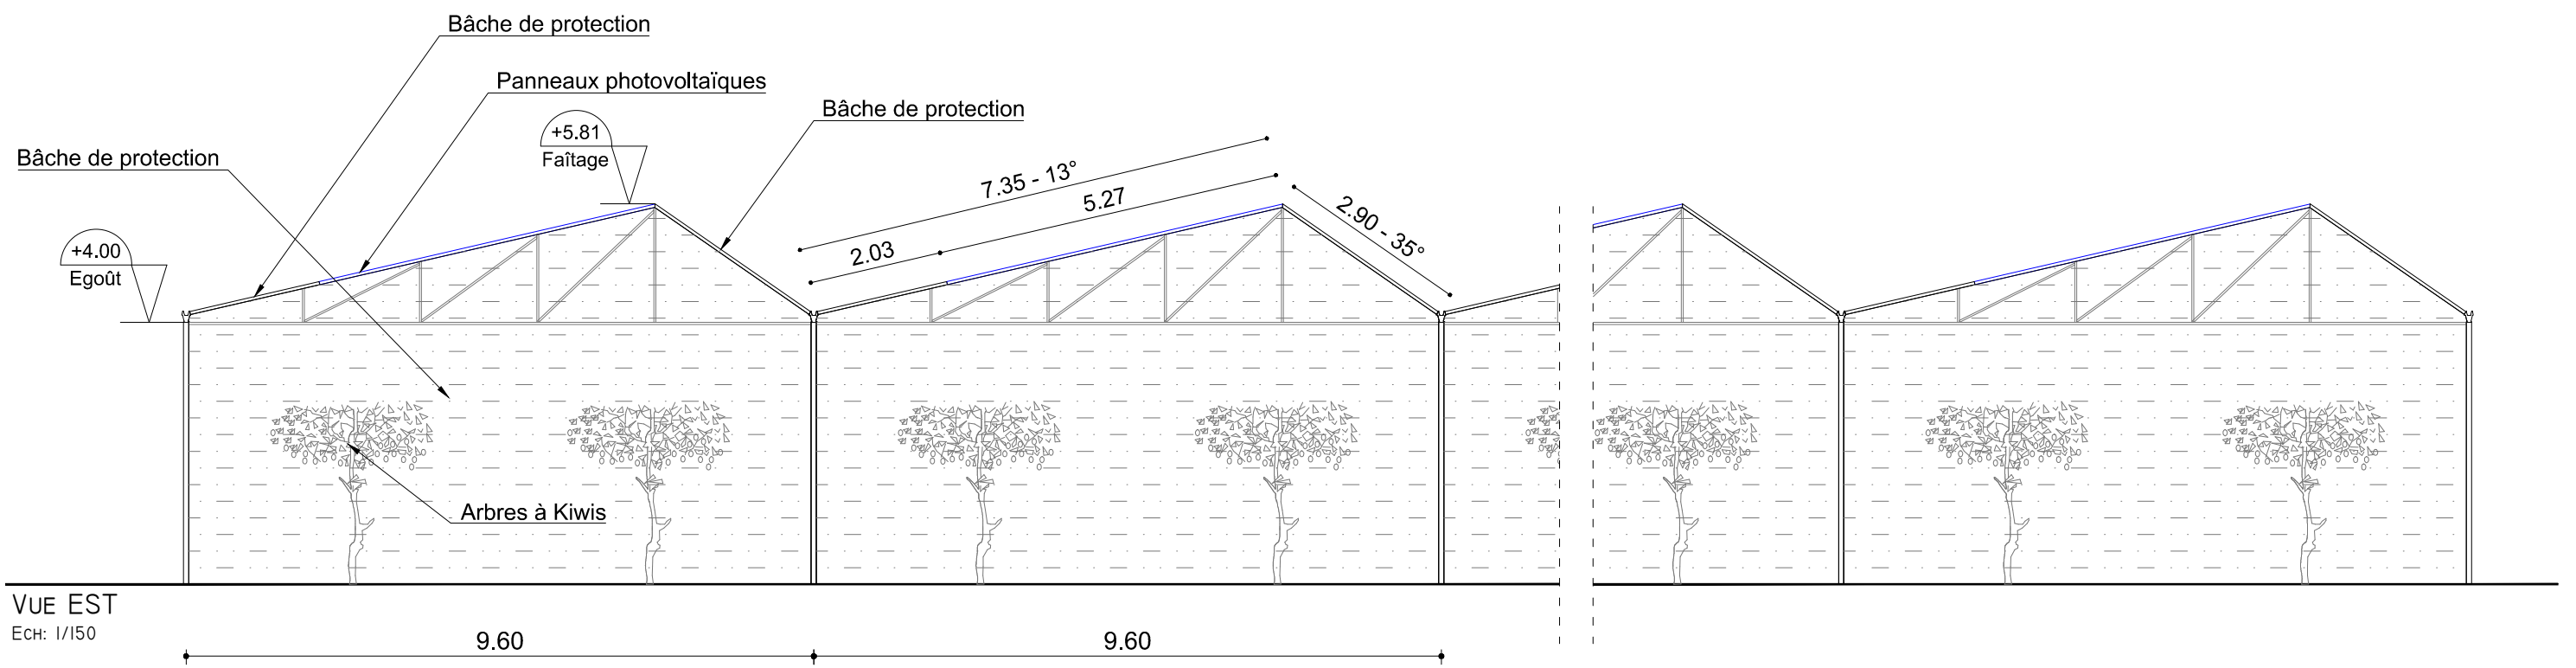 Bâche de protection
Panneaux photovoltaïques
Bâche de protection
+5.81
Faîtage
Bâche de protection
7.35 - 13°
5.27
2.90 - 35°
2.03
+4.00
Egoût
Arbres à Kiwis
VUE EST
ECH: 1/150
9.60
9.60